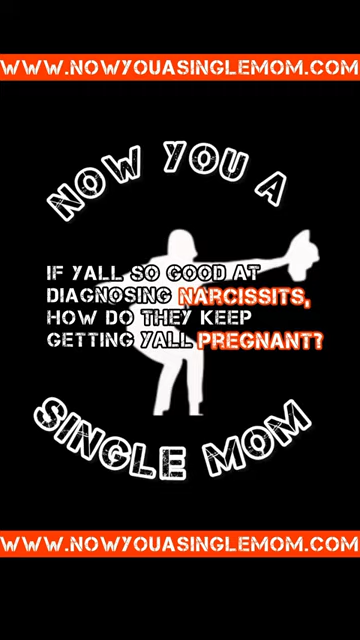 WWW.NOWYOUASINGLEMOM.COM
NOW YOU A
IF YALL SO GOOD AT
DIAGNOSING NARCISSITS,
HOW DO THEY KEEP
GETTING YALL PREGNANT?
SINGLE MOM
WWW.NOWYOUASINGLEMOM.COM